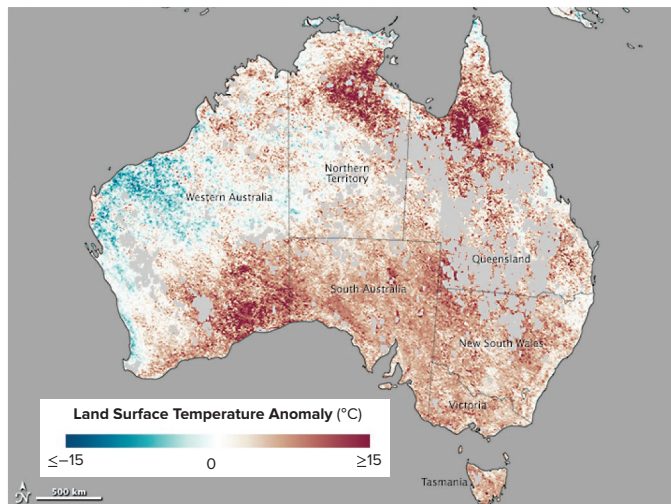 Northern
Territory
Western Australia
Queensland
South Australia
New South Wales
Victoria
Tasmania
Land Surface Temperature Anomaly (°C)
≤−15 0 ≥15
N
500 km